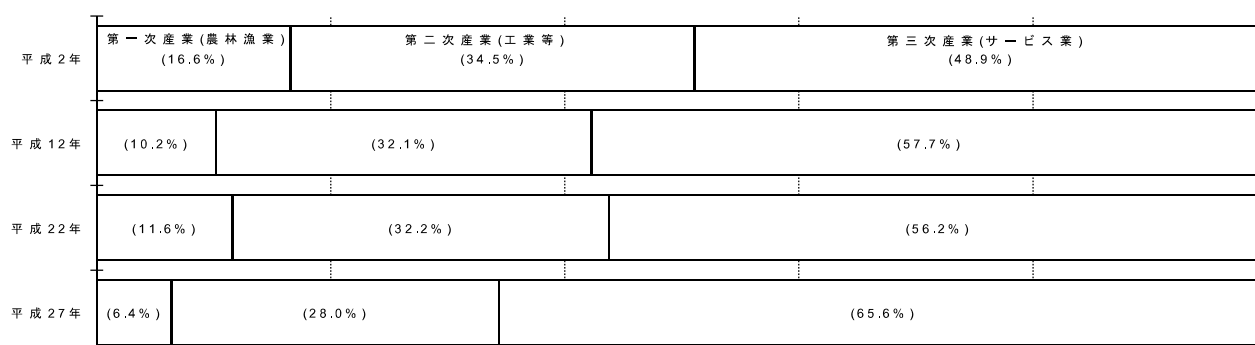 第一次産業(農林漁業) 第二次産業(工業等) 第三次産業(サービス業)
平成2年 (16.6%) (34.5%) (48.9%)
平成12年 (10.2%) (32.1%) (57.7%)
平成22年 (11.6%) (32.2%) (56.2%)
平成27年 (6.4%) (28.0%) (65.6%)